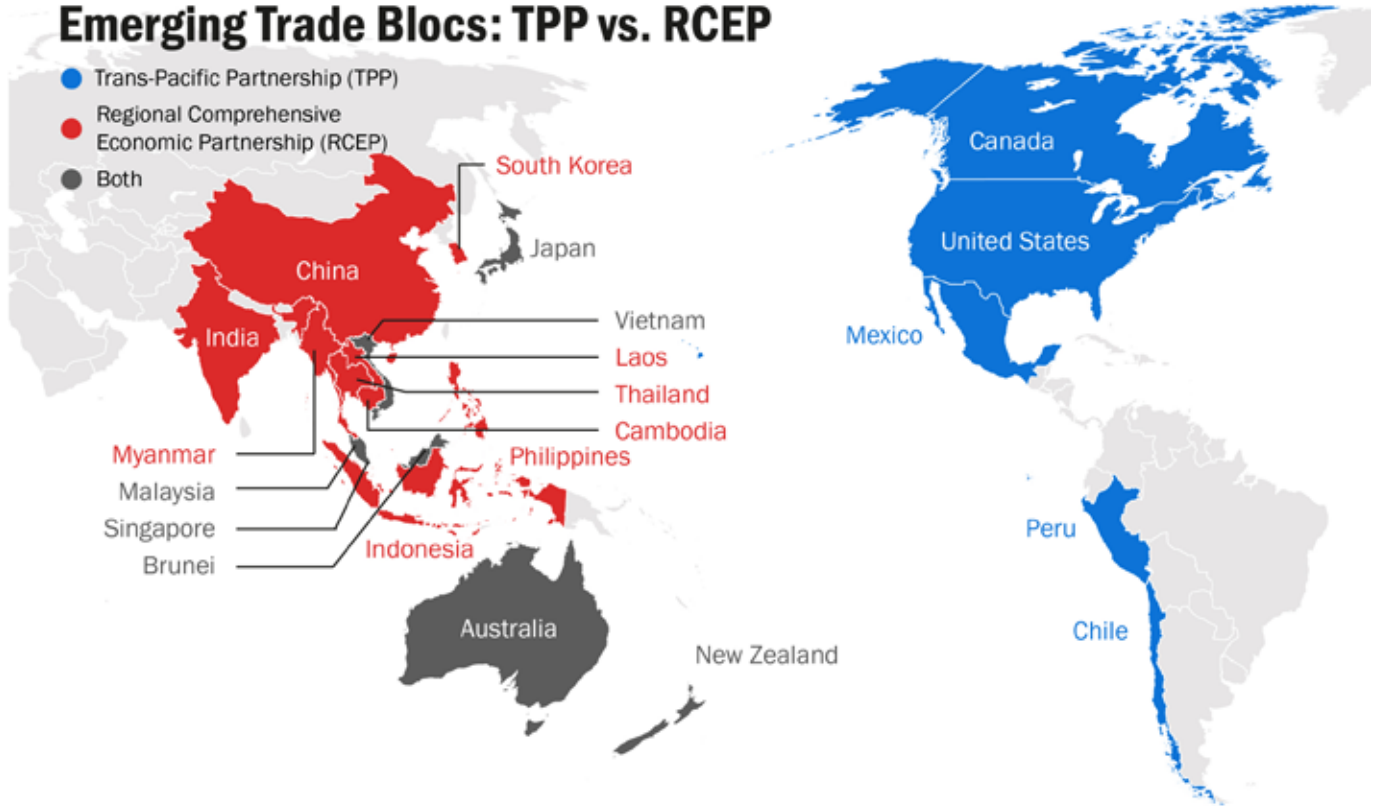 Emerging Trade Blocs: TPP vs. RCEP
Trans-Pacific Partnership (TPP)
Regional Comprehensive
Economic Partnership (RCEP)
Both
South Korea
Japan
China
India
Vietnam
Laos
Thailand
Cambodia
Philippines
Myanmar
Malaysia
Singapore
Brunei
Indonesia
Australia
New Zealand
Canada
United States
Mexico
Peru
Chile